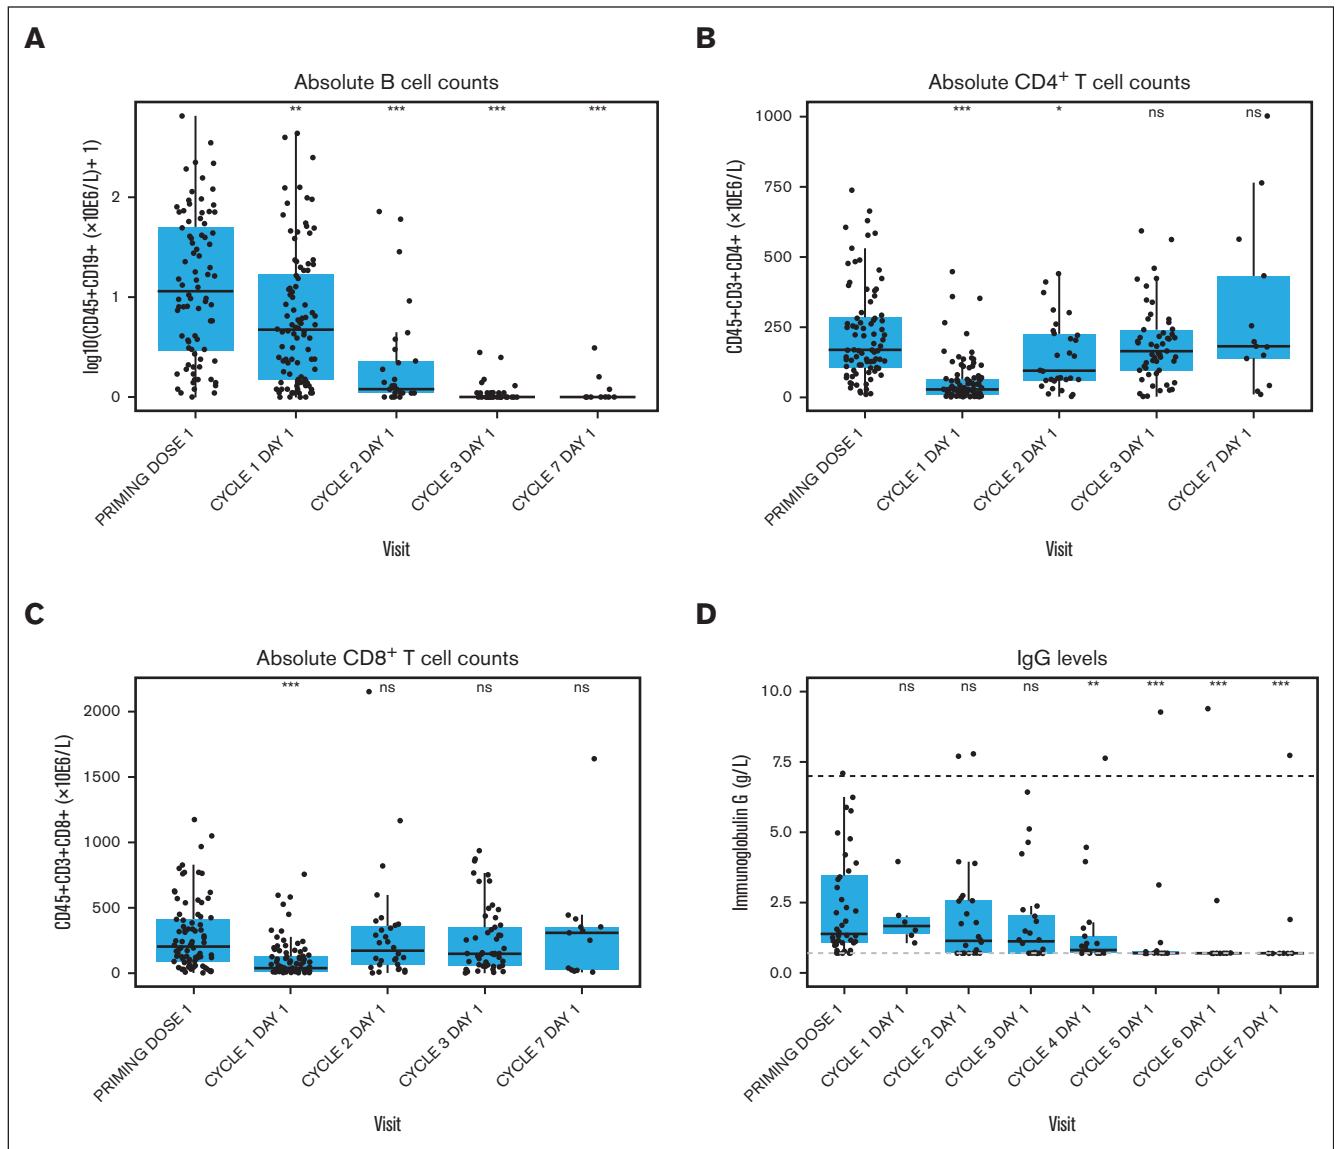 A
Absolute B cell counts
** *** *** ***
log10(CD45+CD19+ (×10E6/L)+ 1)
2
1
0
PRIMING DOSE 1
CYCLE 1 DAY 1
CYCLE 2 DAY 1
CYCLE 3 DAY 1
CYCLE 7 DAY 1
Visit
B
Absolute CD4+ T cell counts
*** * ns ns
CD45+CD3+CD4+ (×10E6/L)
1000
750
500
250
0
PRIMING DOSE 1
CYCLE 1 DAY 1
CYCLE 2 DAY 1
CYCLE 3 DAY 1
CYCLE 7 DAY 1
Visit
C
Absolute CD8+ T cell counts
*** ns ns ns
CD45+CD3+CD8+ (×10E6/L)
2000
1500
1000
500
0
PRIMING DOSE 1
CYCLE 1 DAY 1
CYCLE 2 DAY 1
CYCLE 3 DAY 1
CYCLE 7 DAY 1
Visit
D
IgG levels
ns ns ns ** *** *** ***
Immunoglobulin G (g/L)
10.0
7.5
5.0
2.5
0.0
PRIMING DOSE 1
CYCLE 1 DAY 1
CYCLE 2 DAY 1
CYCLE 3 DAY 1
CYCLE 4 DAY 1
CYCLE 5 DAY 1
CYCLE 6 DAY 1
CYCLE 7 DAY 1
Visit